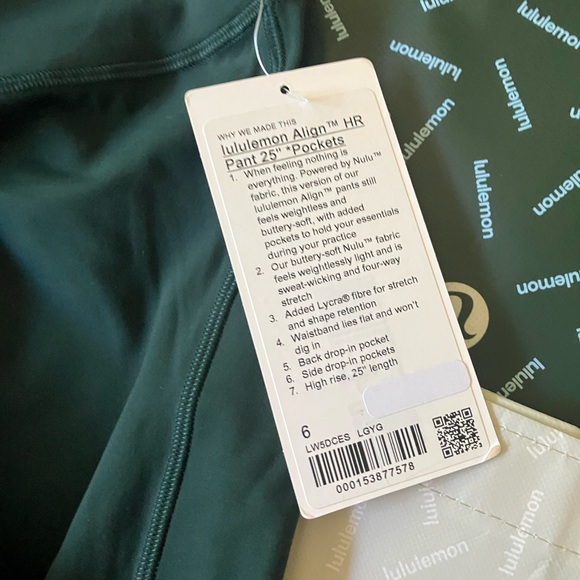 WHY WE MADE THIS
lululemon Align™ HR
Pant 25" *Pockets
1. When feeling nothing is
everything. Powered by Nulu™
fabric, this version of our
lululemon Align™ pants still
feels weightless and
buttery-soft, with added
pockets to hold your essentials
during your practice
2. Our buttery-soft Nulu™ fabric
feels weightlessly light and is
sweat-wicking and four-way
stretch
3. Added Lycra® fibre for stretch
and shape retention
4. Waistband lies flat and won't
dig in
5. Back drop-in pocket
6. Side drop-in pockets
7. High rise, 25" length
6
LW5DCES LGYG
000153877578
lululemon
lululemon
lululemon
lululemon
lululemon
lululemon
lululemon
lululemon
lululemon
lululemon